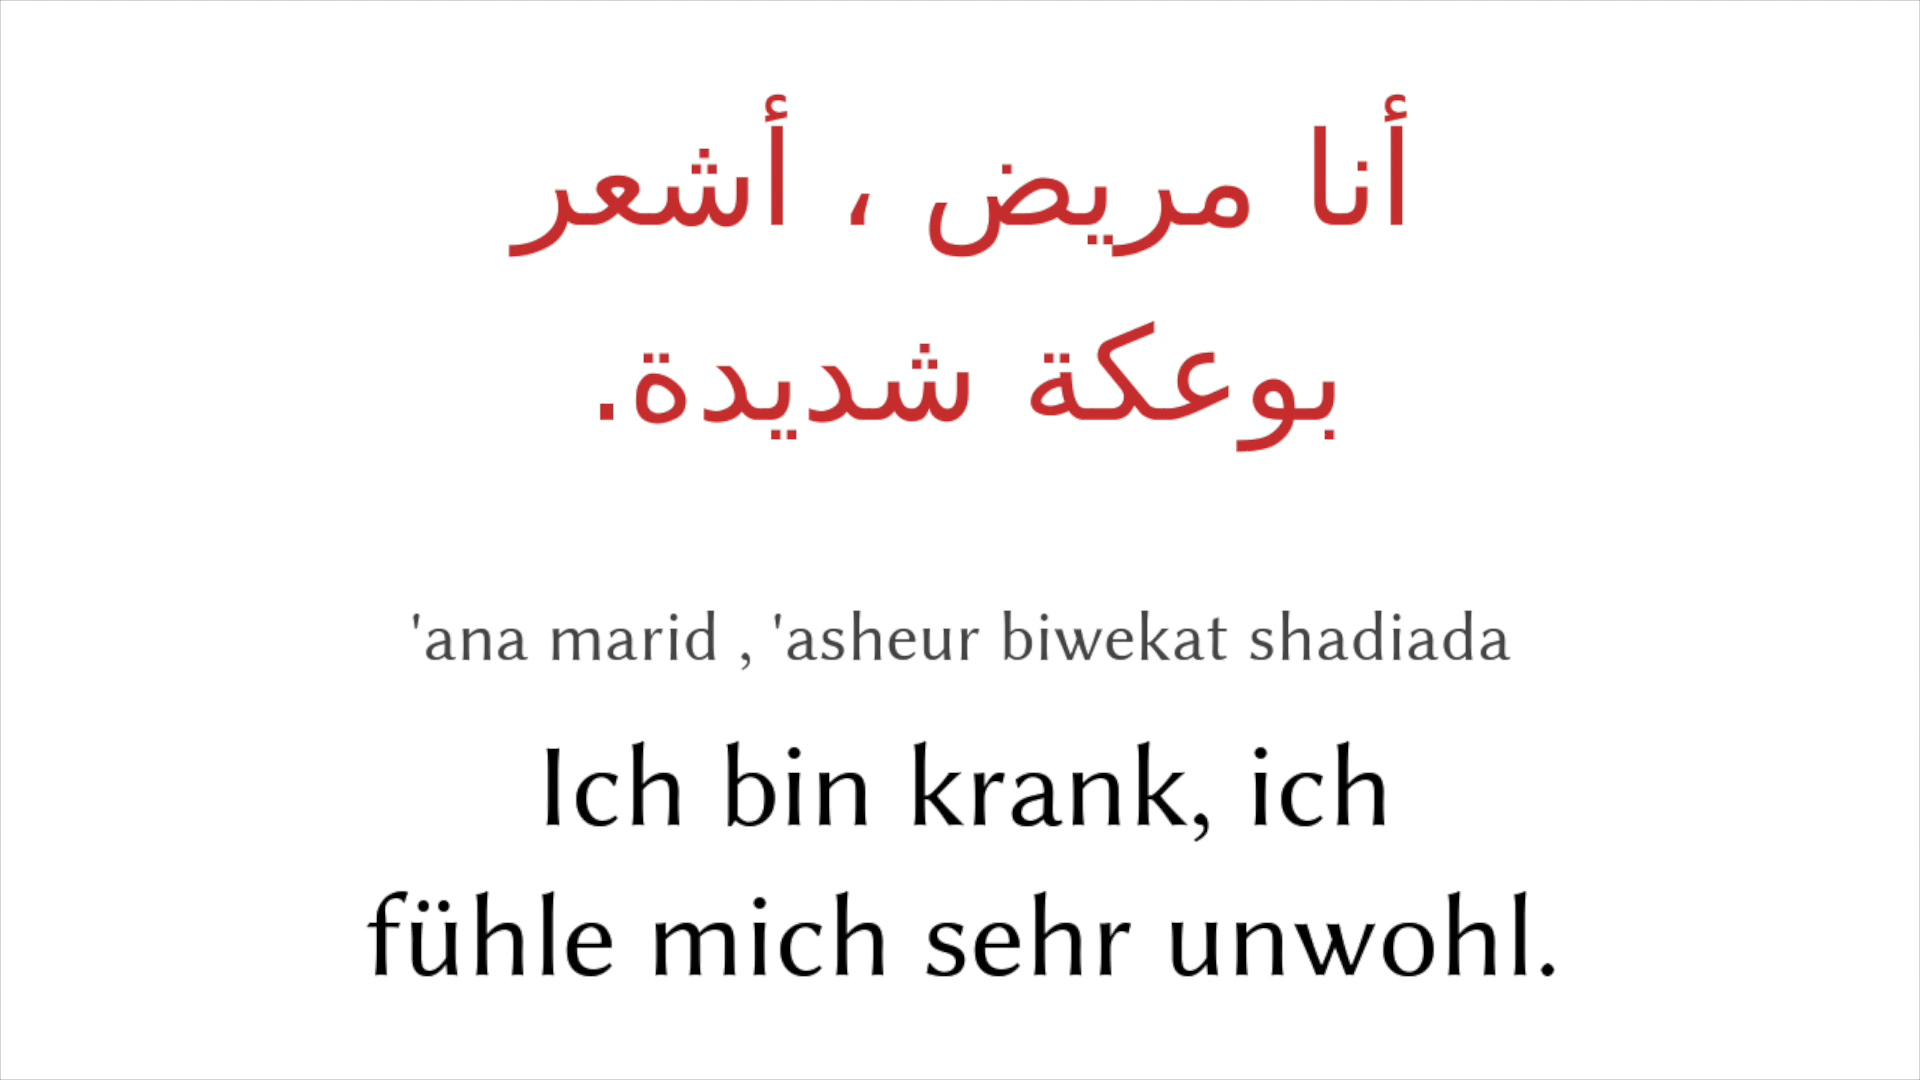 أنا مريض ، أشعر
بوعكة شديدة.
'ana marid , 'asheur biwekat shadiada
Ich bin krank, ich
fühle mich sehr unwohl.